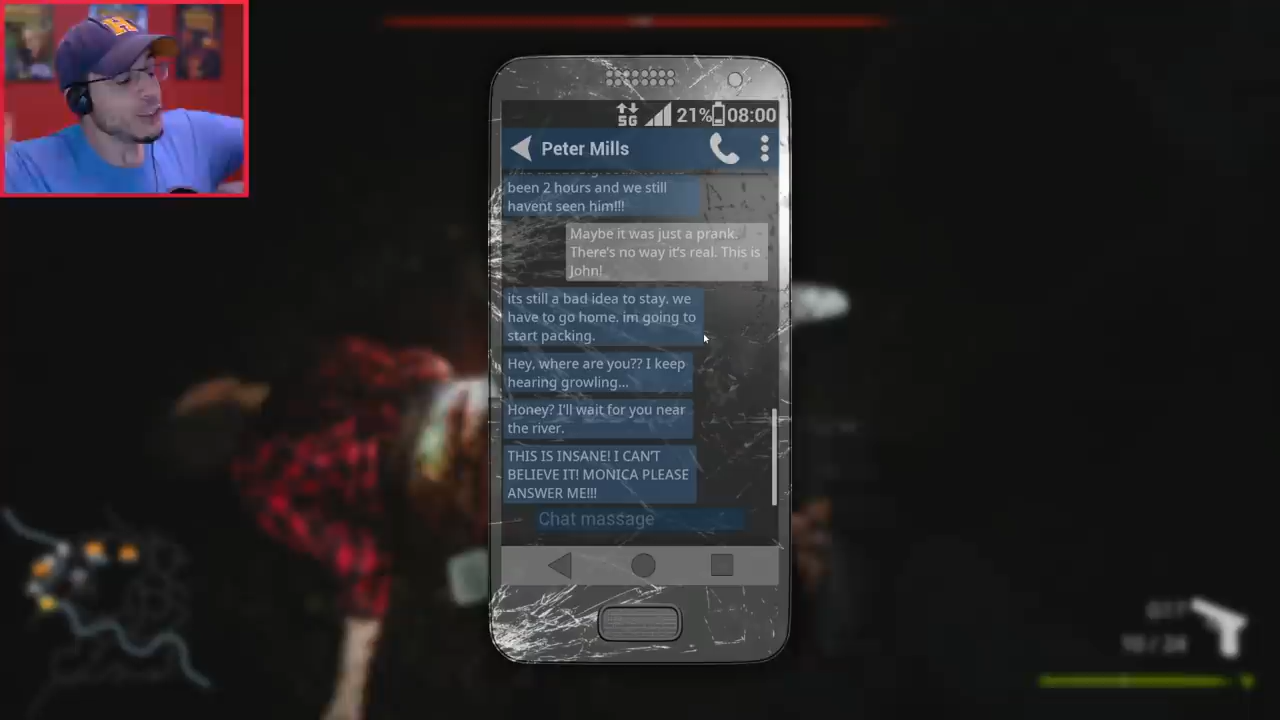 H
5G 21% 08:00
Peter Mills
been 2 hours and we still
havent seen him!!!
Maybe it was just a prank.
There's no way it's real. This is
John!
its still a bad idea to stay. we
have to go home. im going to
start packing.
Hey, where are you?? I keep
hearing growling...
Honey? I'll wait for you near
the river.
THIS IS INSANE! I CAN'T
BELIEVE IT! MONICA PLEASE
ANSWER ME!!!
Chat massage